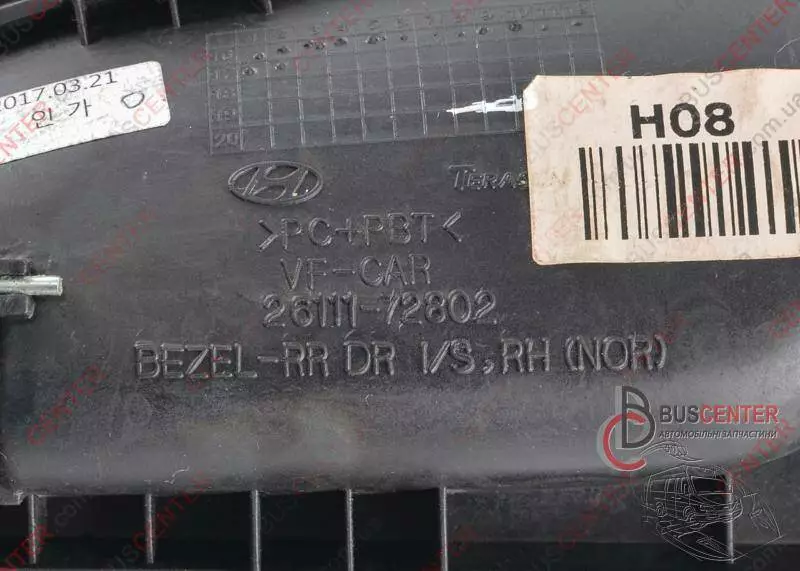 2017.03.21
인가
H08
>PC+PBT<
VF-CAR
26111-72802
BEZEL-RR DR I/S, RH (NOR)
BUSCENTER
АВТОМОБІЛЬНІ ЗАПЧАСТИНИ